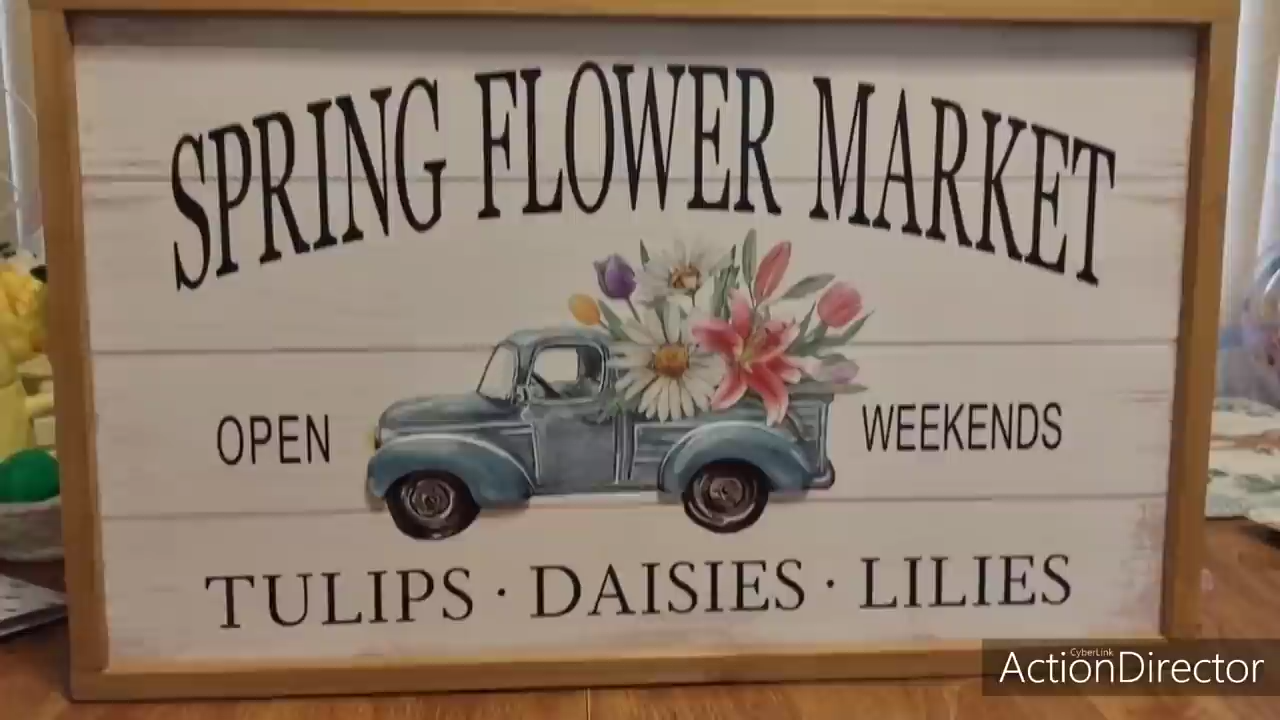 SPRING FLOWER MARKET
OPEN WEEKENDS
TULIPS · DAISIES · LILIES
CyberLink
ActionDirector